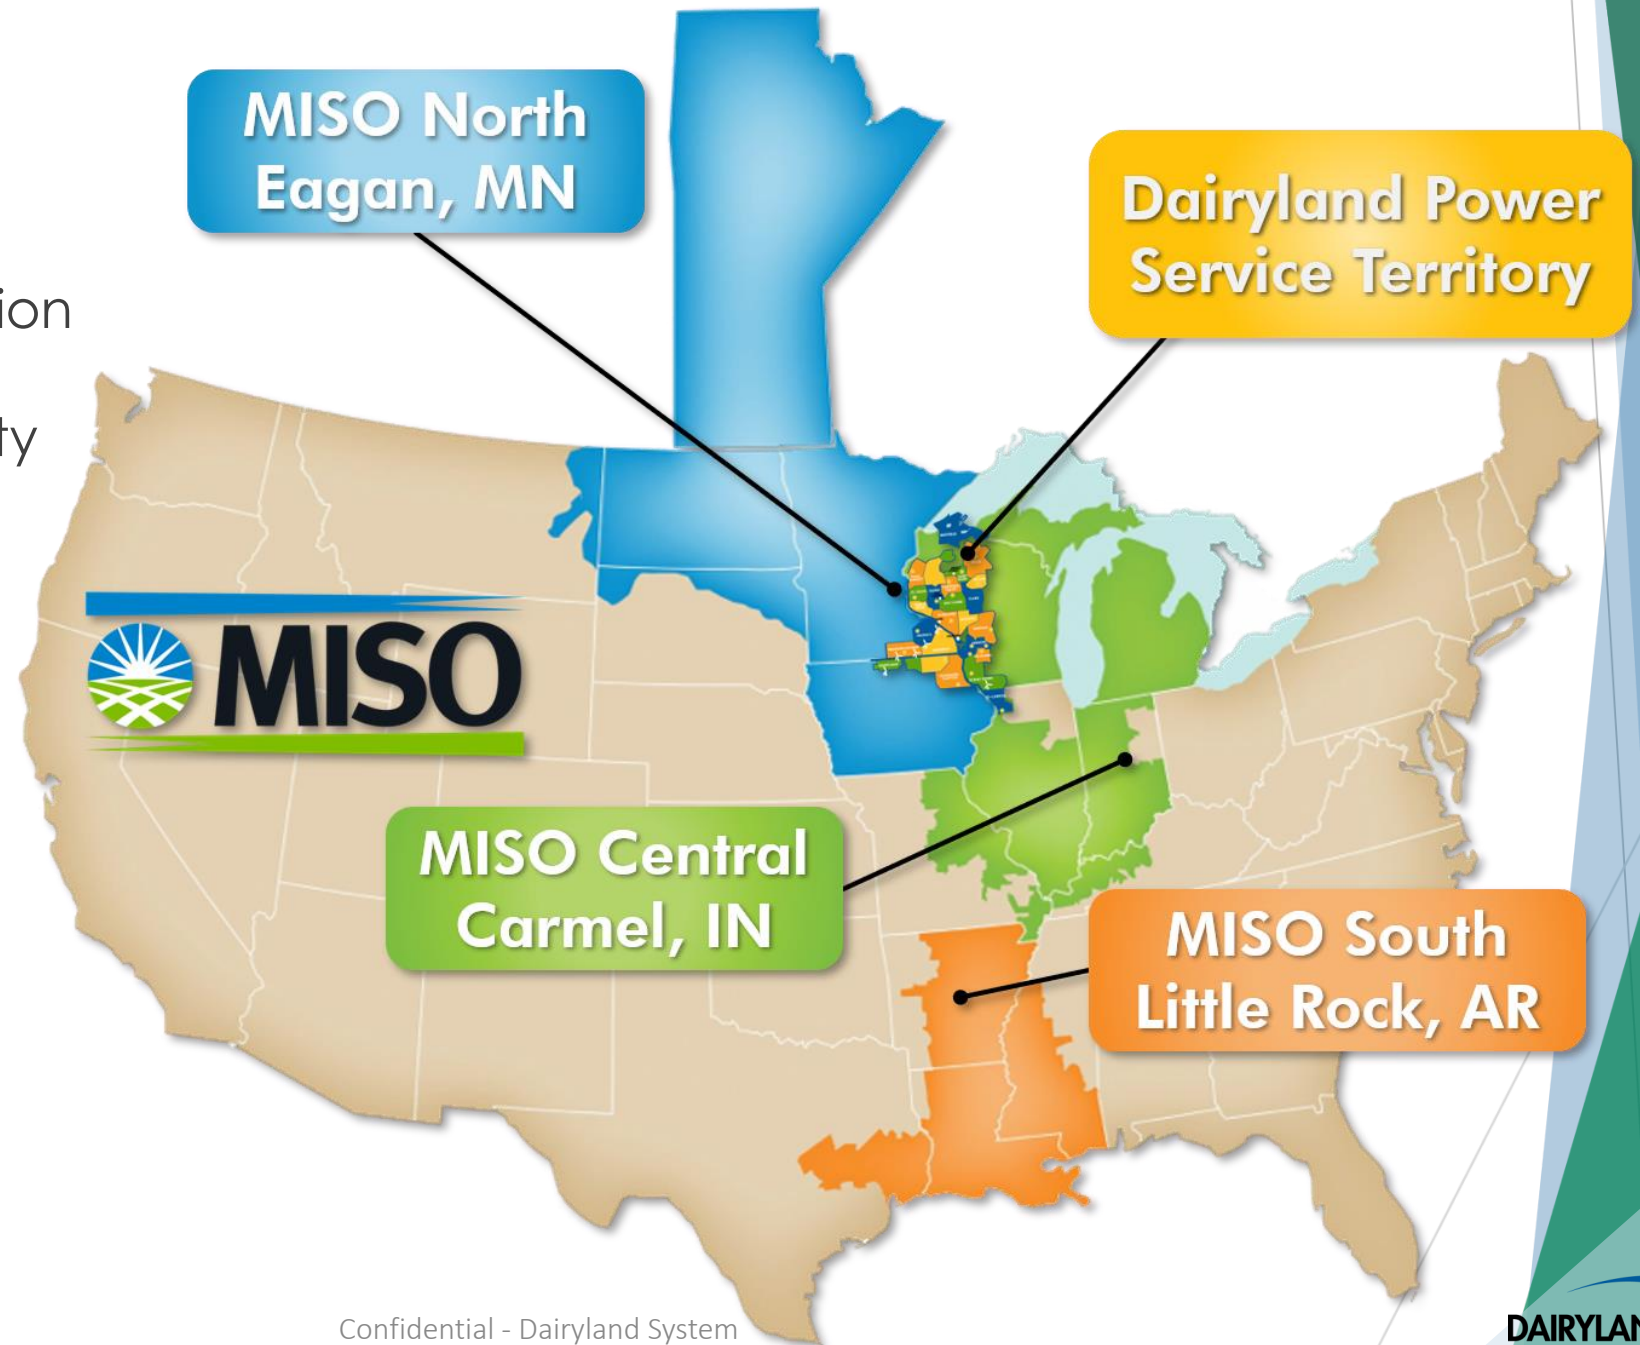 MISO North
Eagan, MN
Dairyland Power
Service Territory
ion
ty
MISO
MISO Central
Carmel, IN
MISO South
Little Rock, AR
Confidential - Dairyland System
DAIRYLAN